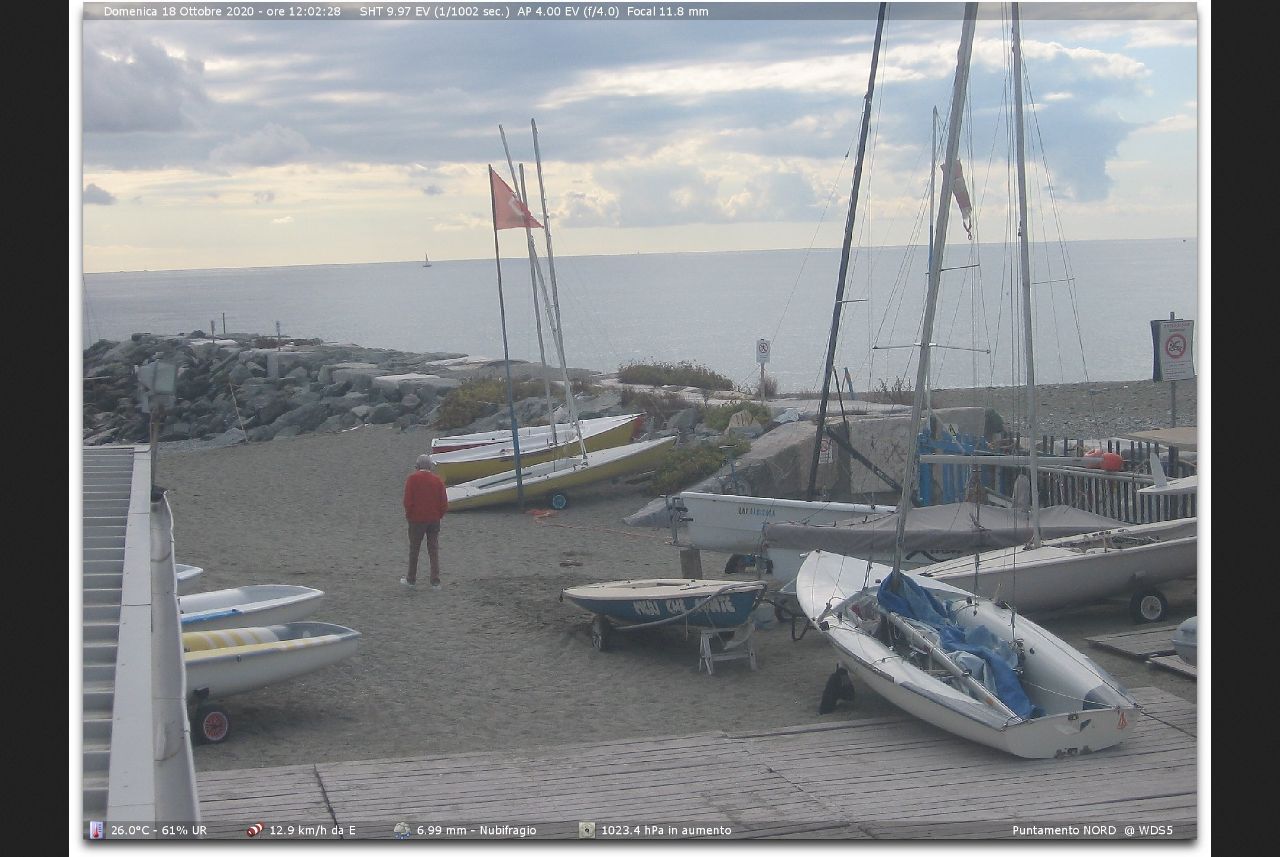 Domenica 18 Ottobre 2020 - ore 12:02:28 SHT 9.97 EV (1/1002 sec.) AP 4.00 EV (f/4.0) Focal 11.8 mm
26.0°C - 61% UR 12.9 km/h da E 6.99 mm - Nubifragio 1023.4 hPa in aumento Puntamento NORD @ WDS5